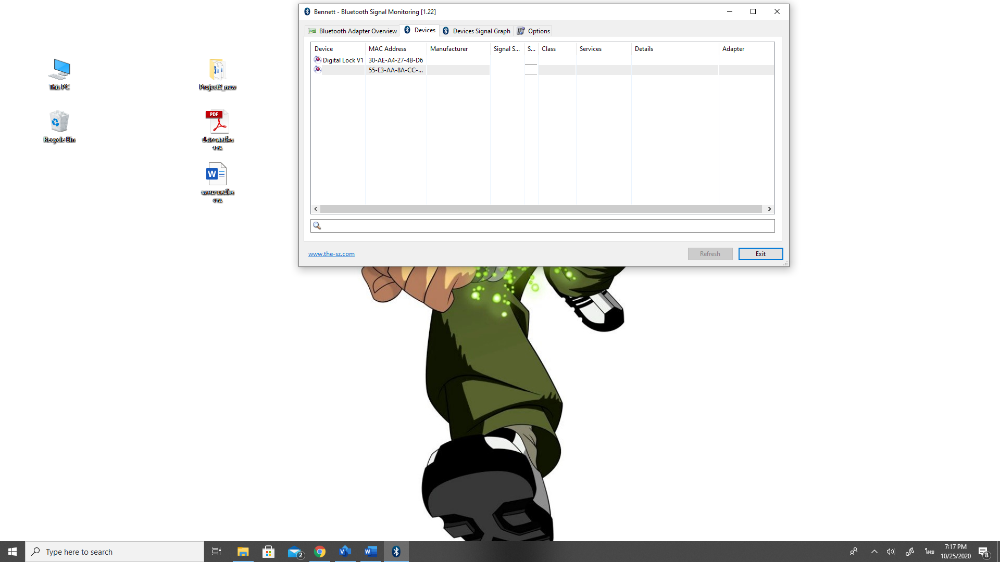 Bennett - Bluetooth Signal Monitoring [1.22]
Bluetooth Adapter Overview Devices Devices Signal Graph Options
Device MAC Address Manufacturer Signal S... S... Class Services Details Adapter
Digital Lock V1 30-AE-A4-27-4B-D6
55-E3-AA-8A-CC-...
www.the-sz.com
Refresh Exit
This PC
Project2_new
Recycle Bin
PDF
W
Type here to search
2
V
W
ไทย
7:17 PM
10/25/2020
8